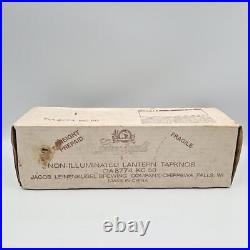 FREIGHT
PREPAID
Leinenkugel's
FRAGILE
NON-ILLUMINATED LANTERN TAPKNOB
JACOB LEINENKUGEL BREWING COMPANY, CHIPPEWA FALLS, WI
MADE IN CHINA